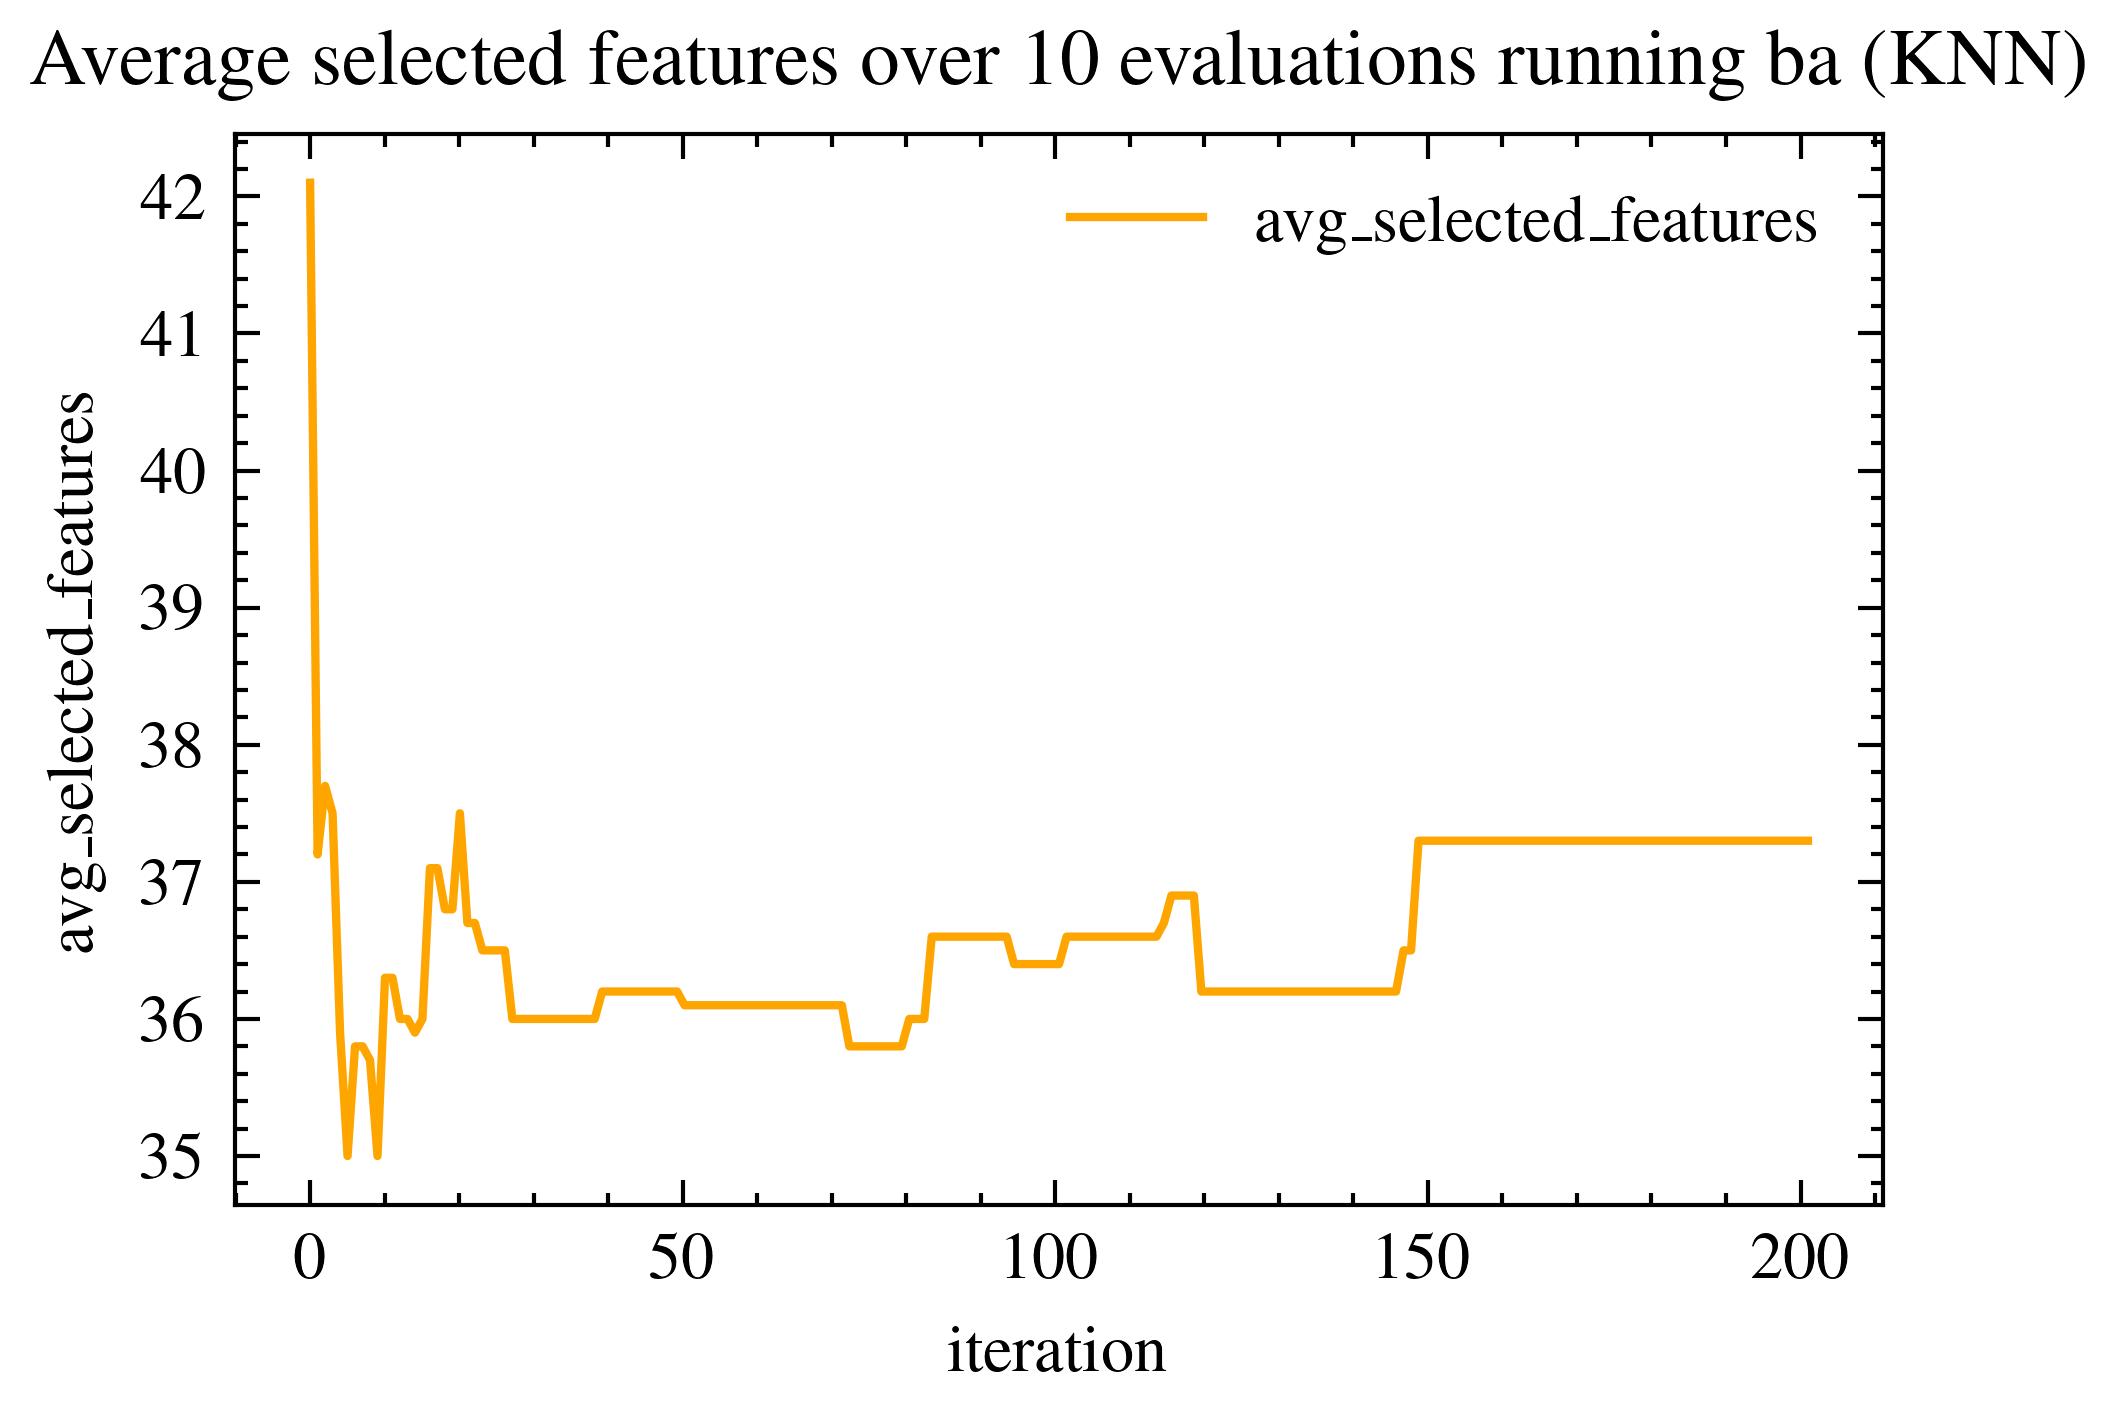 Average selected features over 10 evaluations running ba (KNN)
avg_selected_features
avg_selected_features
42
41
40
39
38
37
36
35
0 50 100 150 200
iteration